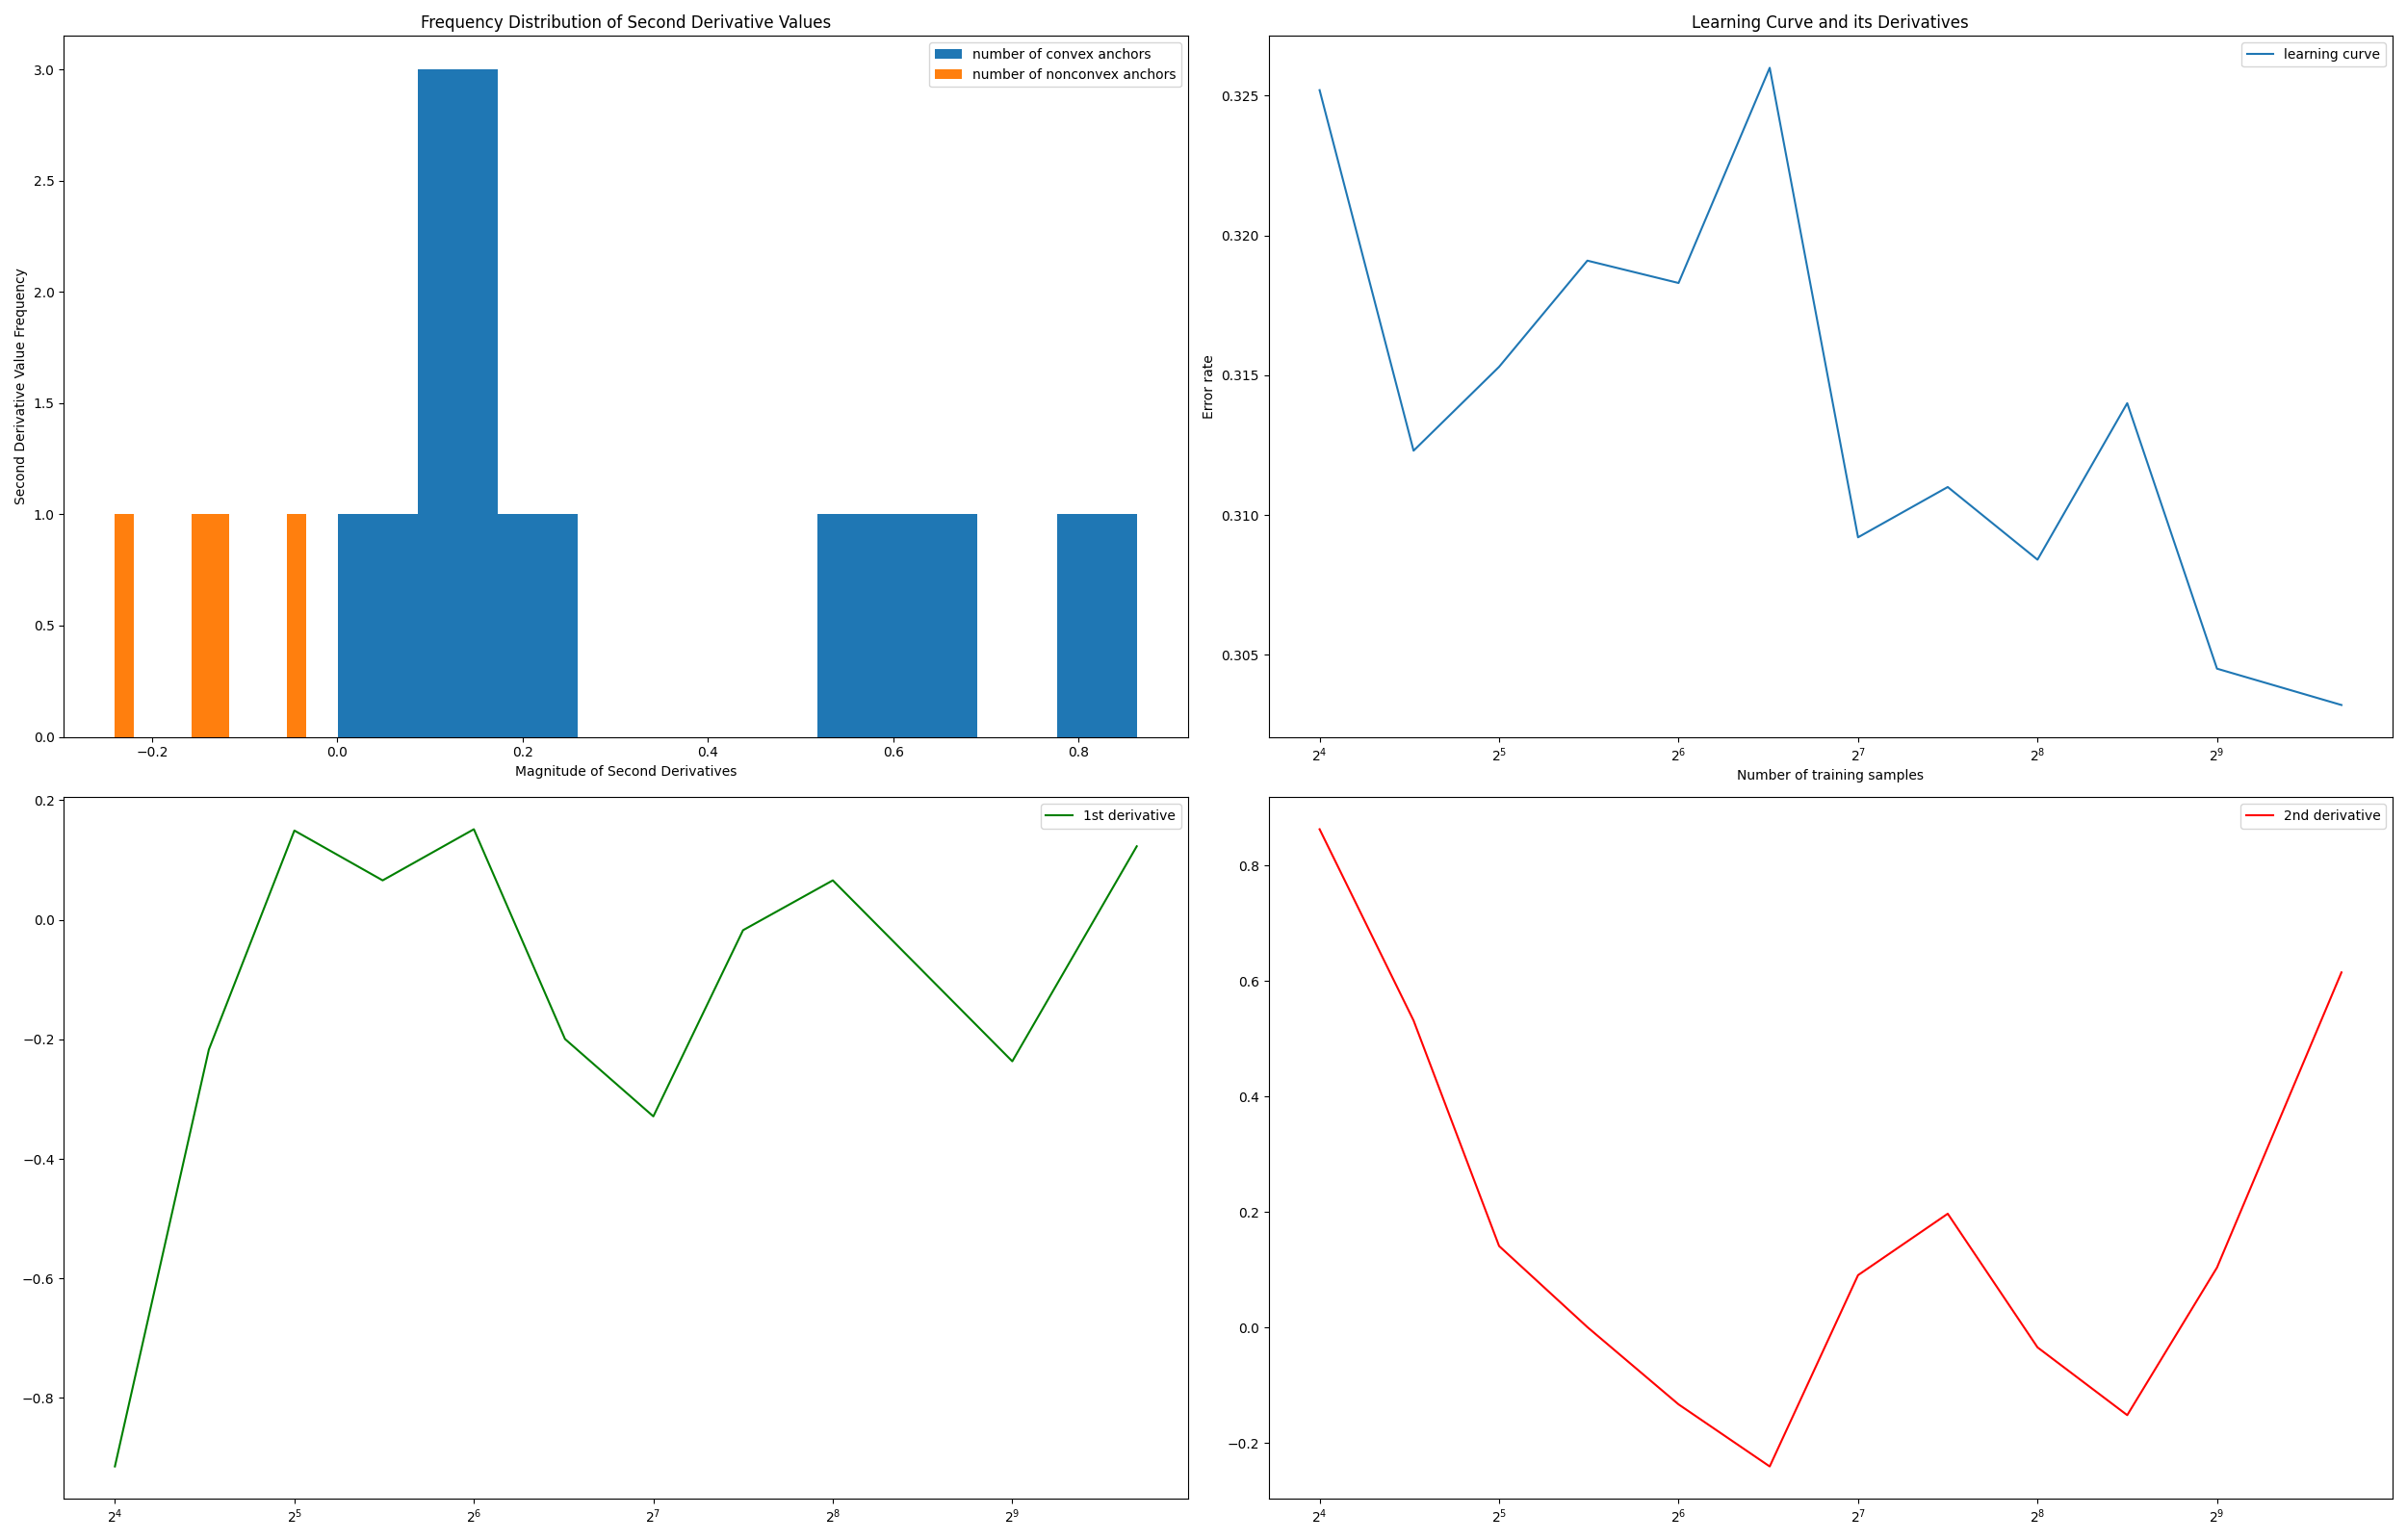 Frequency Distribution of Second Derivative Values
number of convex anchors
number of nonconvex anchors
Second Derivative Value Frequency
3.0
2.5
2.0
1.5
1.0
0.5
0.0
−0.2 0.0 0.2 0.4 0.6 0.8
Magnitude of Second Derivatives
Learning Curve and its Derivatives
learning curve
Error rate
0.325
0.320
0.315
0.310
0.305
2⁴ 2⁵ 2⁶ 2⁷ 2⁸ 2⁹
Number of training samples
1st derivative
0.2
0.0
−0.2
−0.4
−0.6
−0.8
2⁴ 2⁵ 2⁶ 2⁷ 2⁸ 2⁹
2nd derivative
0.8
0.6
0.4
0.2
0.0
−0.2
2⁴ 2⁵ 2⁶ 2⁷ 2⁸ 2⁹